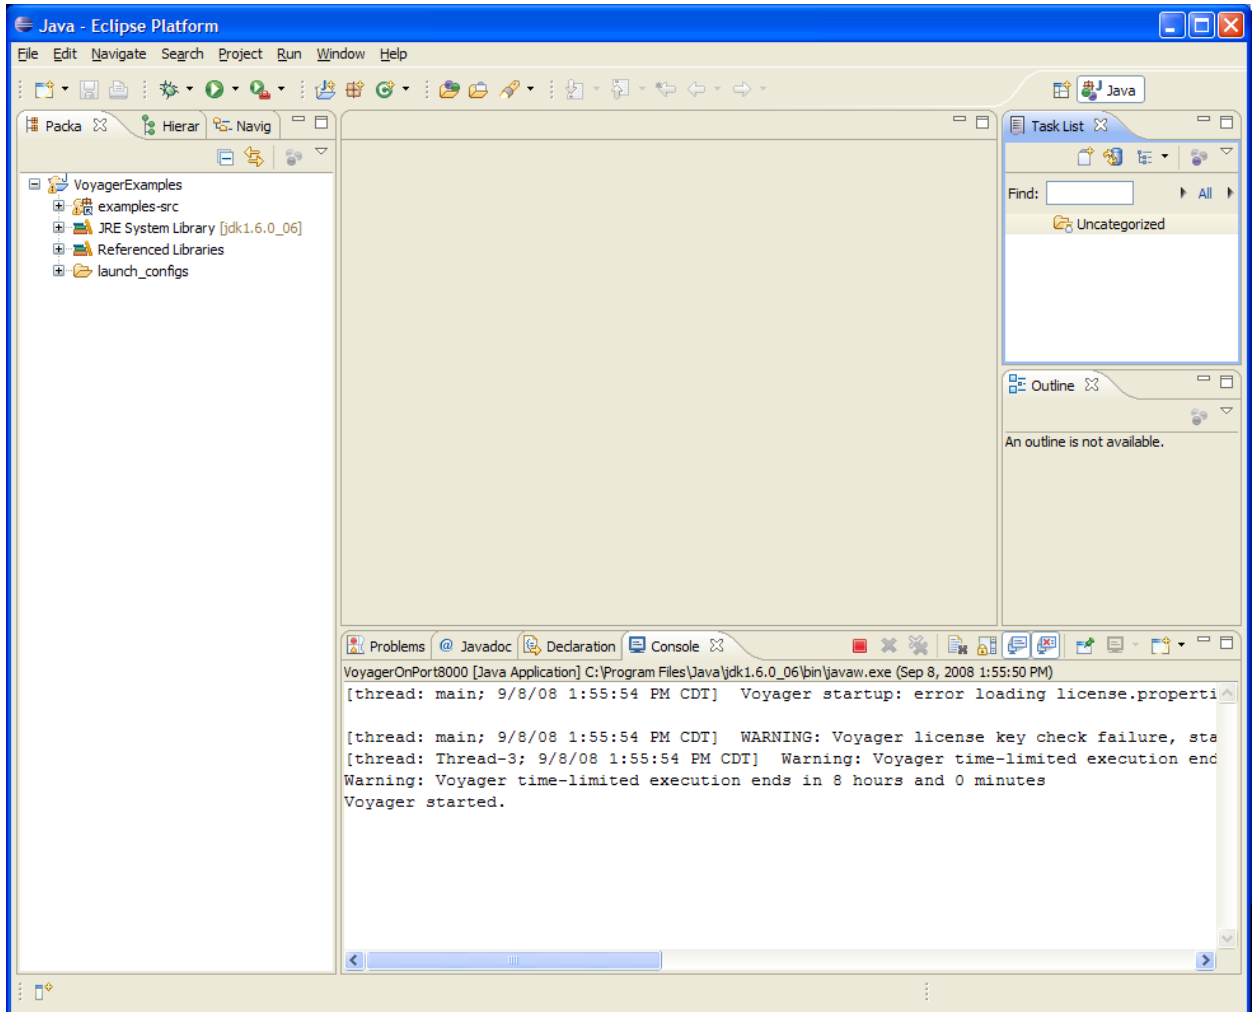 Java - Eclipse Platform
File Edit Navigate Search Project Run Window Help
Java
Packa Hierar Navig
Task List
VoyagerExamples
examples-src
JRE System Library [jdk1.6.0_06]
Referenced Libraries
launch_configs
Find: All
Uncategorized
Outline
An outline is not available.
Problems @ Javadoc Declaration Console
VoyagerOnPort8000 [Java Application] C:\Program Files\Java\jdk1.6.0_06\bin\javaw.exe (Sep 8, 2008 1:55:50 PM)
[thread: main; 9/8/08 1:55:54 PM CDT]  Voyager startup: error loading license.properti
[thread: main; 9/8/08 1:55:54 PM CDT]  WARNING: Voyager license key check failure, sta
[thread: Thread-3; 9/8/08 1:55:54 PM CDT]  Warning: Voyager time-limited execution end
Warning: Voyager time-limited execution ends in 8 hours and 0 minutes
Voyager started.